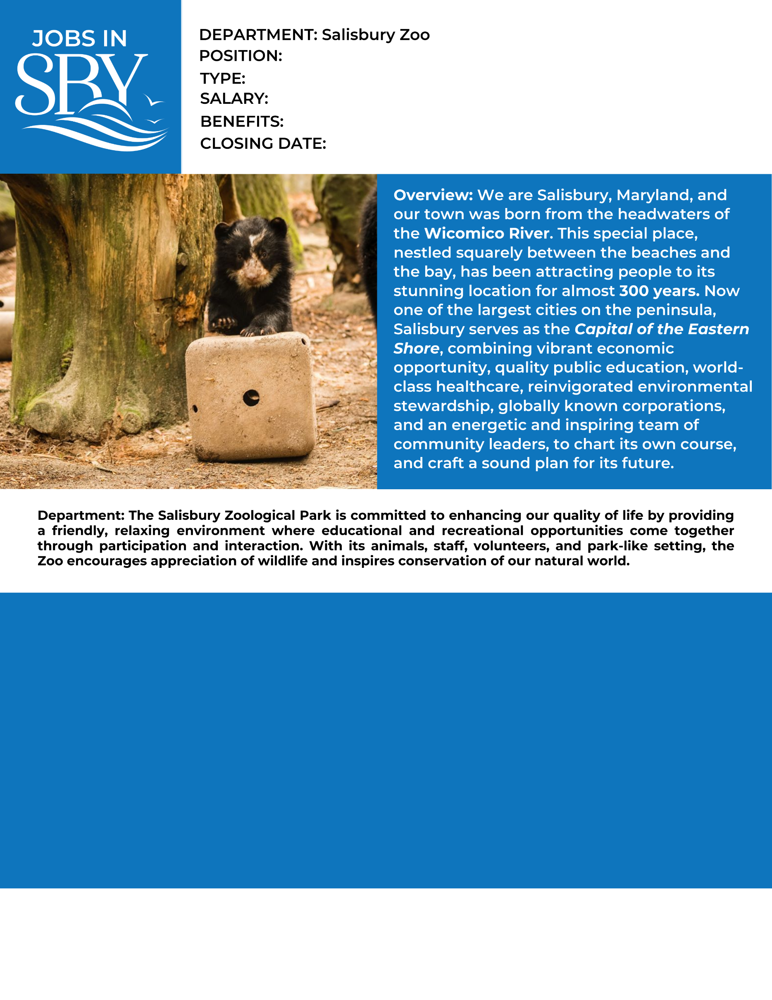 JOBS IN
SBY
DEPARTMENT: Salisbury Zoo
POSITION:
TYPE:
SALARY:
BENEFITS:
CLOSING DATE:
Overview: We are Salisbury, Maryland, and
our town was born from the headwaters of
the Wicomico River. This special place,
nestled squarely between the beaches and
the bay, has been attracting people to its
stunning location for almost 300 years. Now
one of the largest cities on the peninsula,
Salisbury serves as the Capital of the Eastern
Shore, combining vibrant economic
opportunity, quality public education, world-
class healthcare, reinvigorated environmental
stewardship, globally known corporations,
and an energetic and inspiring team of
community leaders, to chart its own course,
and craft a sound plan for its future.
Department: The Salisbury Zoological Park is committed to enhancing our quality of life by providing
a friendly, relaxing environment where educational and recreational opportunities come together
through participation and interaction. With its animals, staff, volunteers, and park-like setting, the
Zoo encourages appreciation of wildlife and inspires conservation of our natural world.